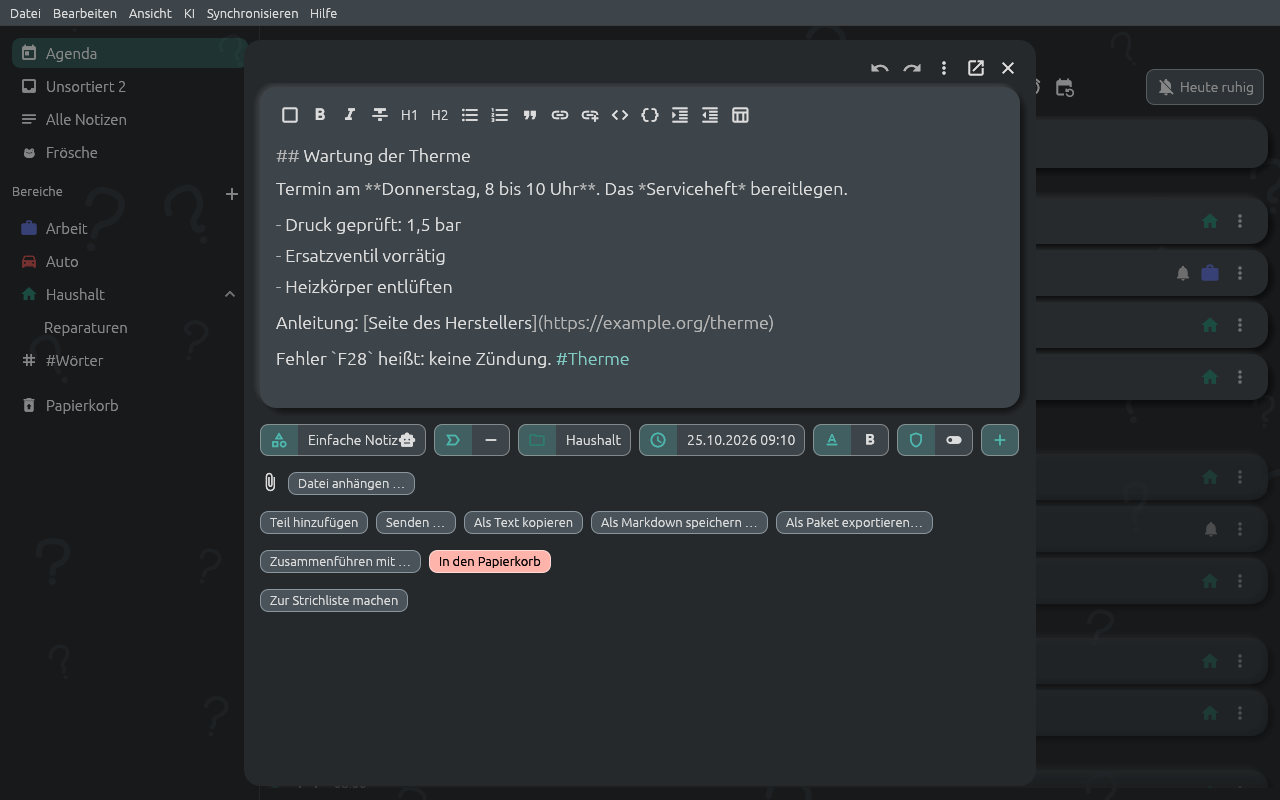 Datei Bearbeiten Ansicht KI Synchronisieren Hilfe
Agenda
Unsortiert 2
Alle Notizen
Frösche
Bereiche
Arbeit
Auto
Haushalt
Reparaturen
#Wörter
Papierkorb
Heute ruhig
B I H1 H2
## Wartung der Therme
Termin am **Donnerstag, 8 bis 10 Uhr**. Das *Serviceheft* bereitlegen.
- Druck geprüft: 1,5 bar
- Ersatzventil vorrätig
- Heizkörper entlüften
Anleitung: [Seite des Herstellers](https://example.org/therme)
Fehler `F28` heißt: keine Zündung. #Therme
Einfache Notiz Haushalt 25.10.2026 09:10 A B
Datei anhängen …
Teil hinzufügen Senden … Als Text kopieren Als Markdown speichern … Als Paket exportieren…
Zusammenführen mit … In den Papierkorb
Zur Strichliste machen